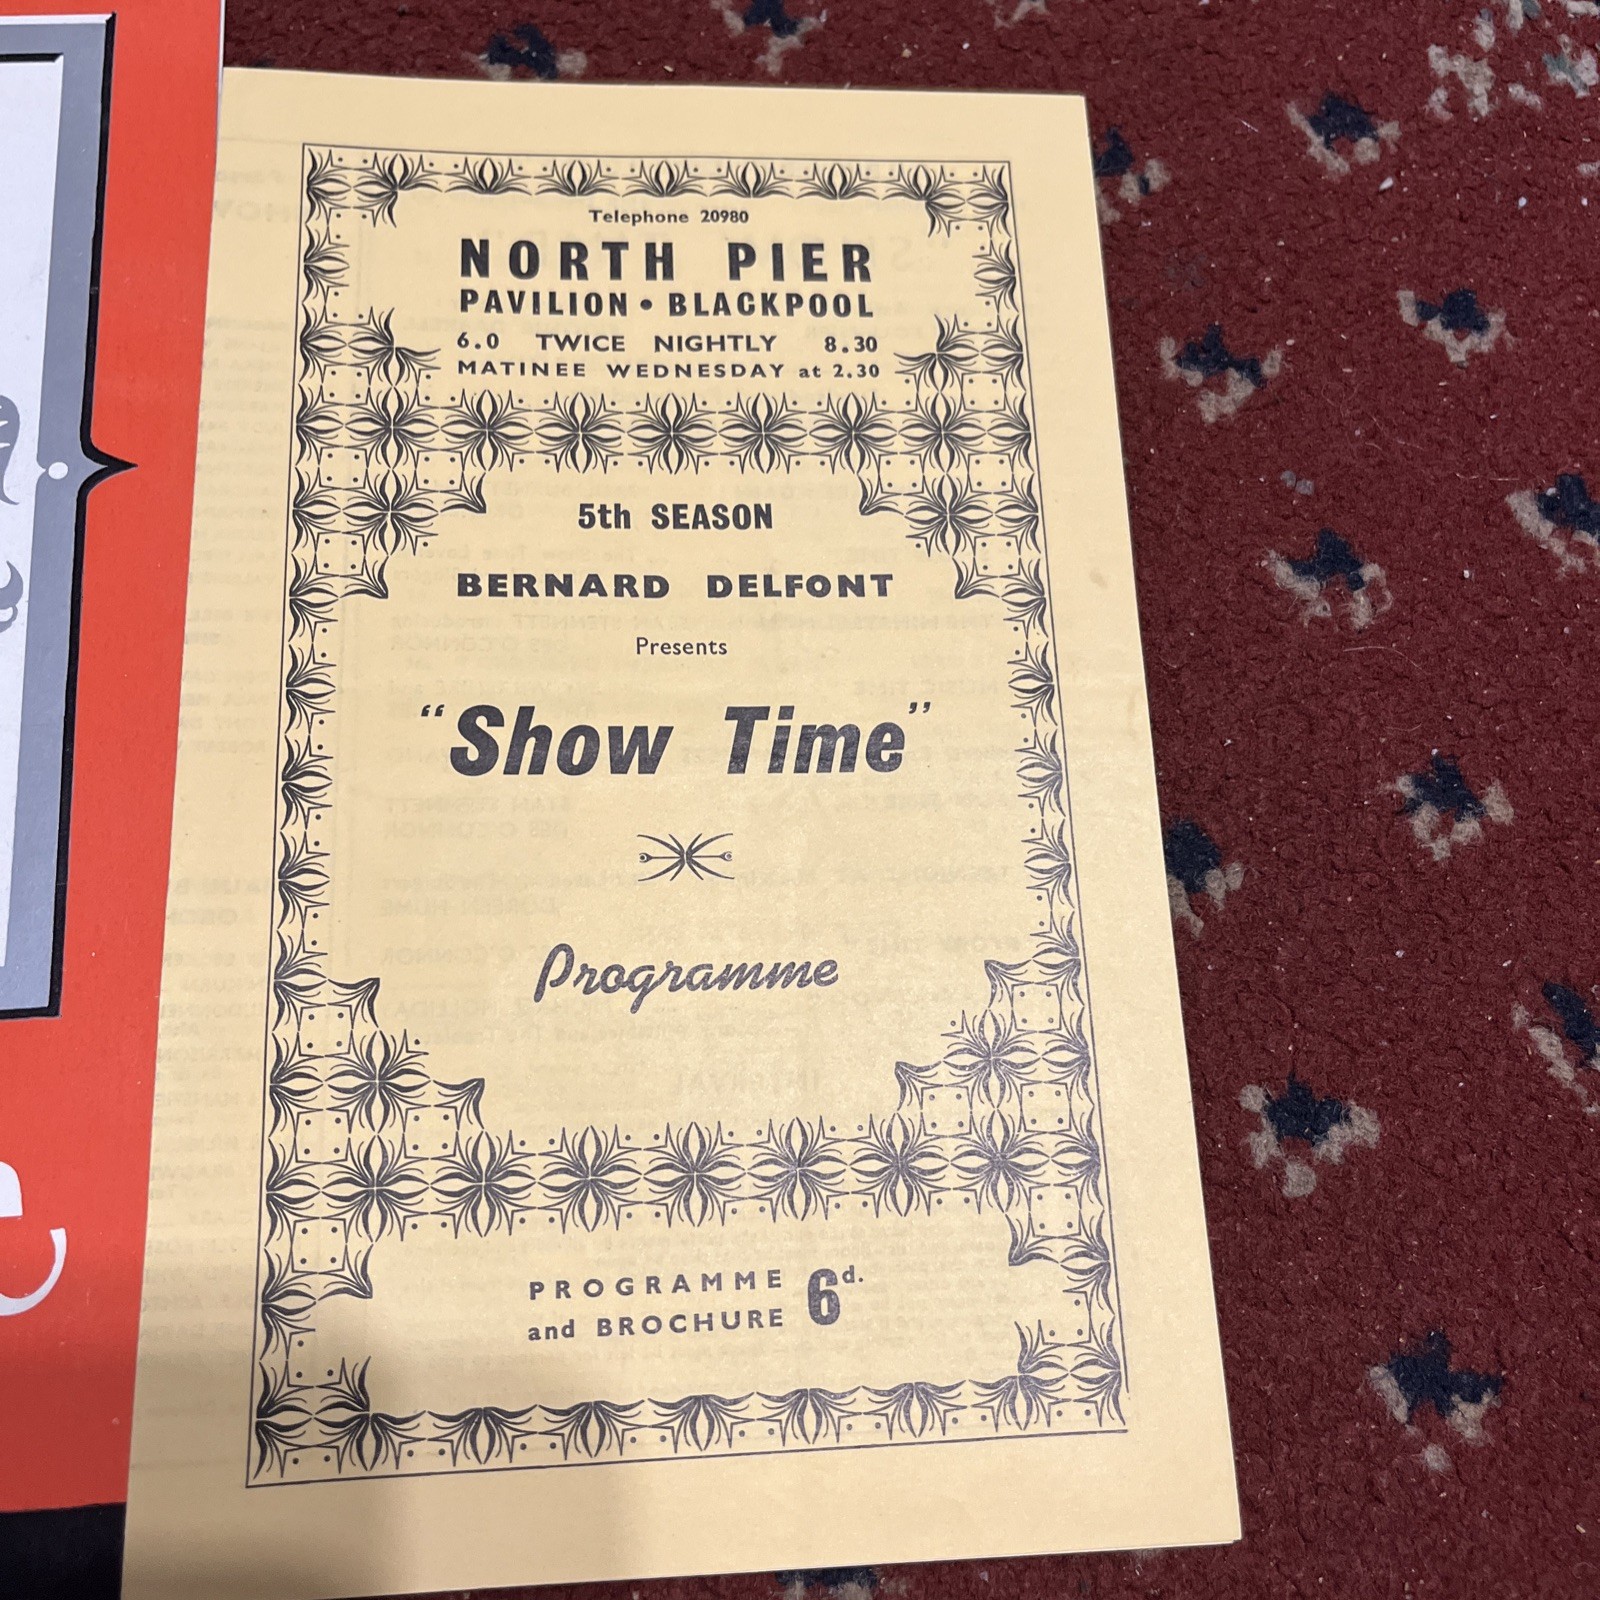 Telephone 20980
NORTH PIER
PAVILION • BLACKPOOL
6.0 TWICE NIGHTLY 8.30
MATINEE WEDNESDAY at 2.30
5th SEASON
BERNARD DELFONT
Presents
"Show Time"
Programme
PROGRAMME
and BROCHURE 6d.